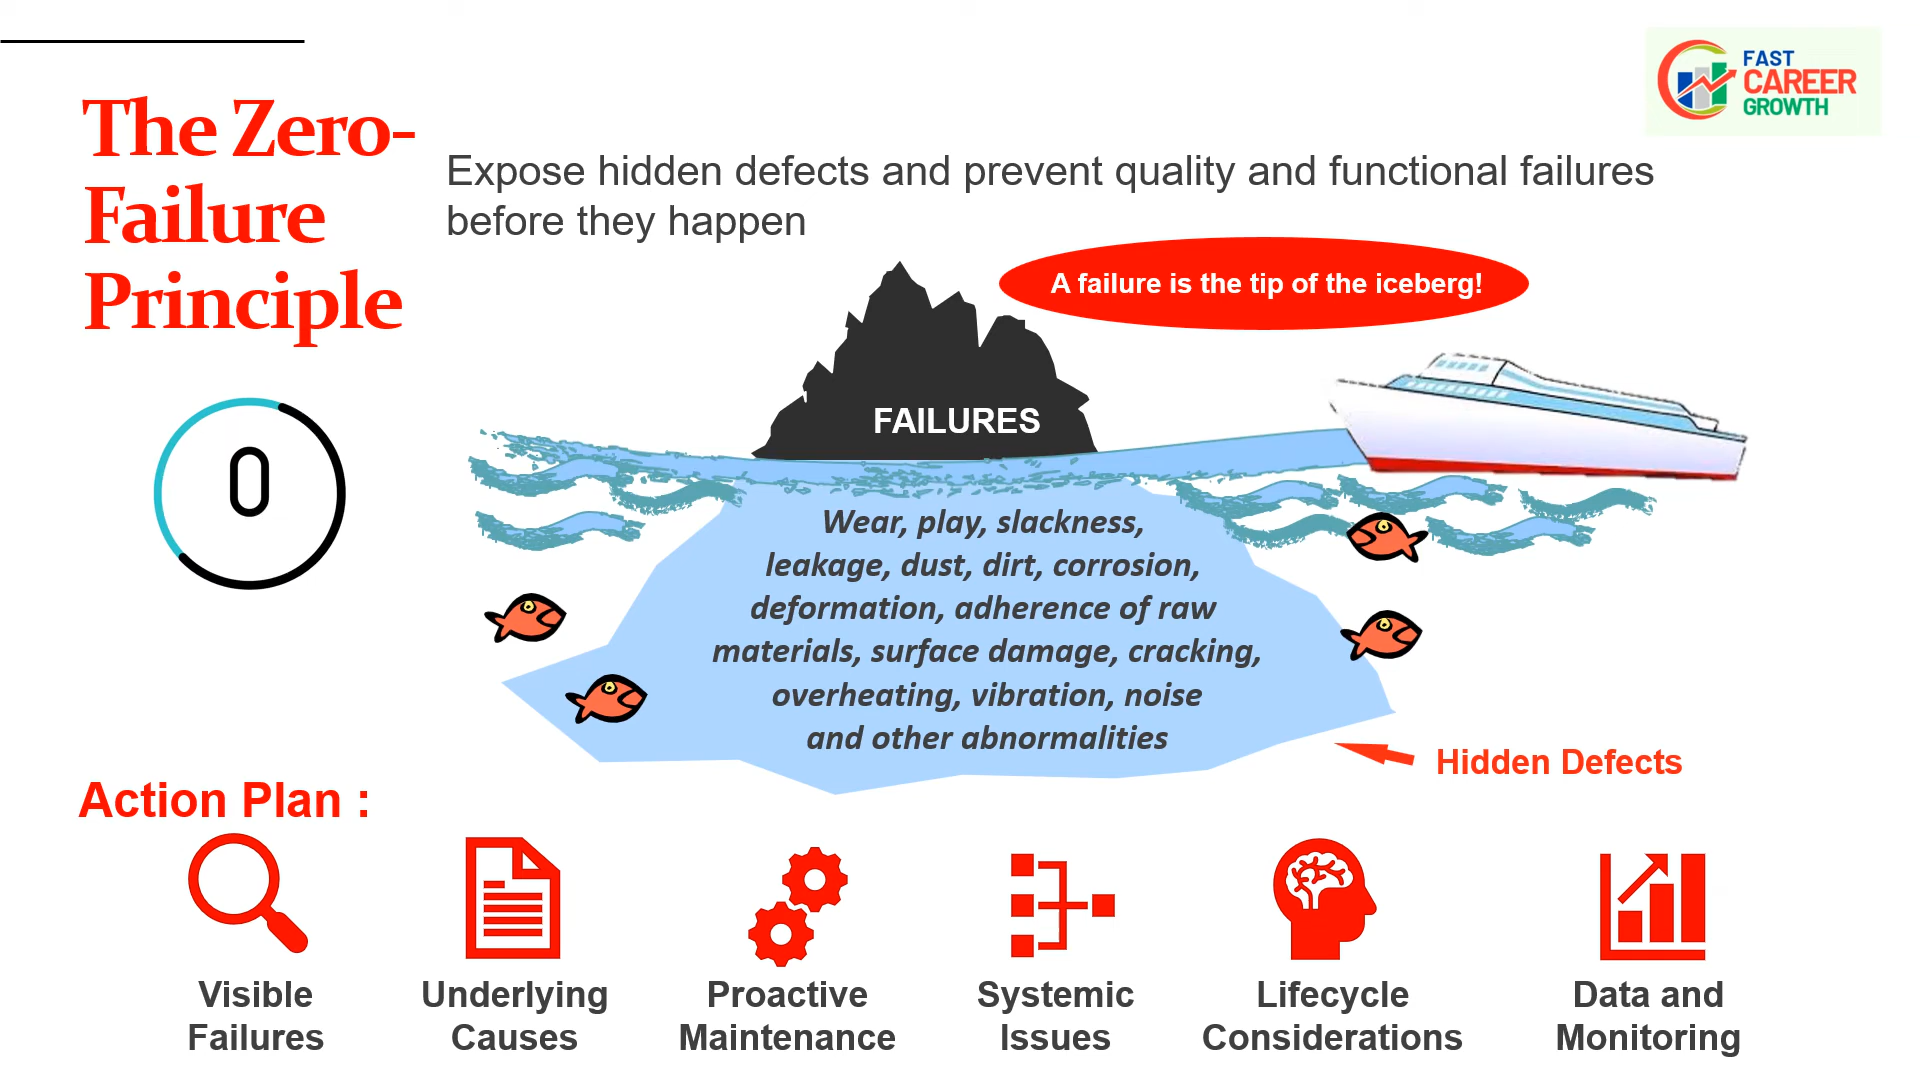 FAST
CAREER
GROWTH
The Zero-
Failure
Principle
Expose hidden defects and prevent quality and functional failures
before they happen
A failure is the tip of the iceberg!
FAILURES
0
Wear, play, slackness,
leakage, dust, dirt, corrosion,
deformation, adherence of raw
materials, surface damage, cracking,
overheating, vibration, noise
and other abnormalities
Hidden Defects
Action Plan :
Visible
Failures
Underlying
Causes
Proactive
Maintenance
Systemic
Issues
Lifecycle
Considerations
Data and
Monitoring